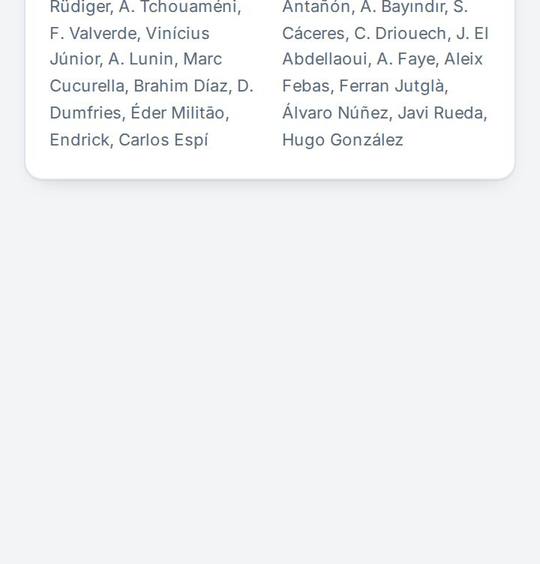 Rüdiger, A. Tchouaméni,
F. Valverde, Vinícius
Júnior, A. Lunin, Marc
Cucurella, Brahim Díaz, D.
Dumfries, Éder Militão,
Endrick, Carlos Espí
Antañón, A. Bayındır, S.
Cáceres, C. Driouech, J. El
Abdellaoui, A. Faye, Aleix
Febas, Ferran Jutglà,
Álvaro Núñez, Javi Rueda,
Hugo González